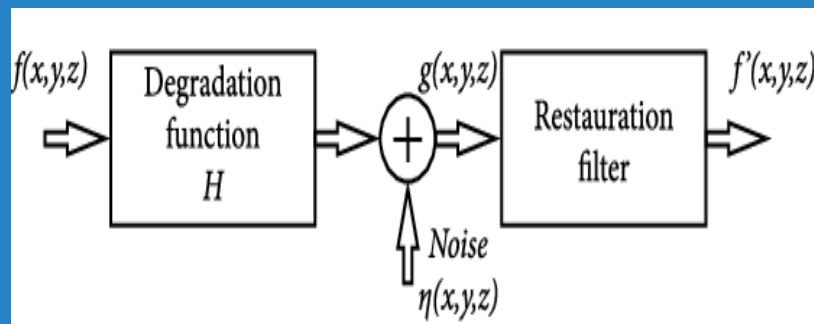 f(x,y,z)
Degradation
function
H
+
g(x,y,z)
Restauration
filter
f'(x,y,z)
Noise
η(x,y,z)